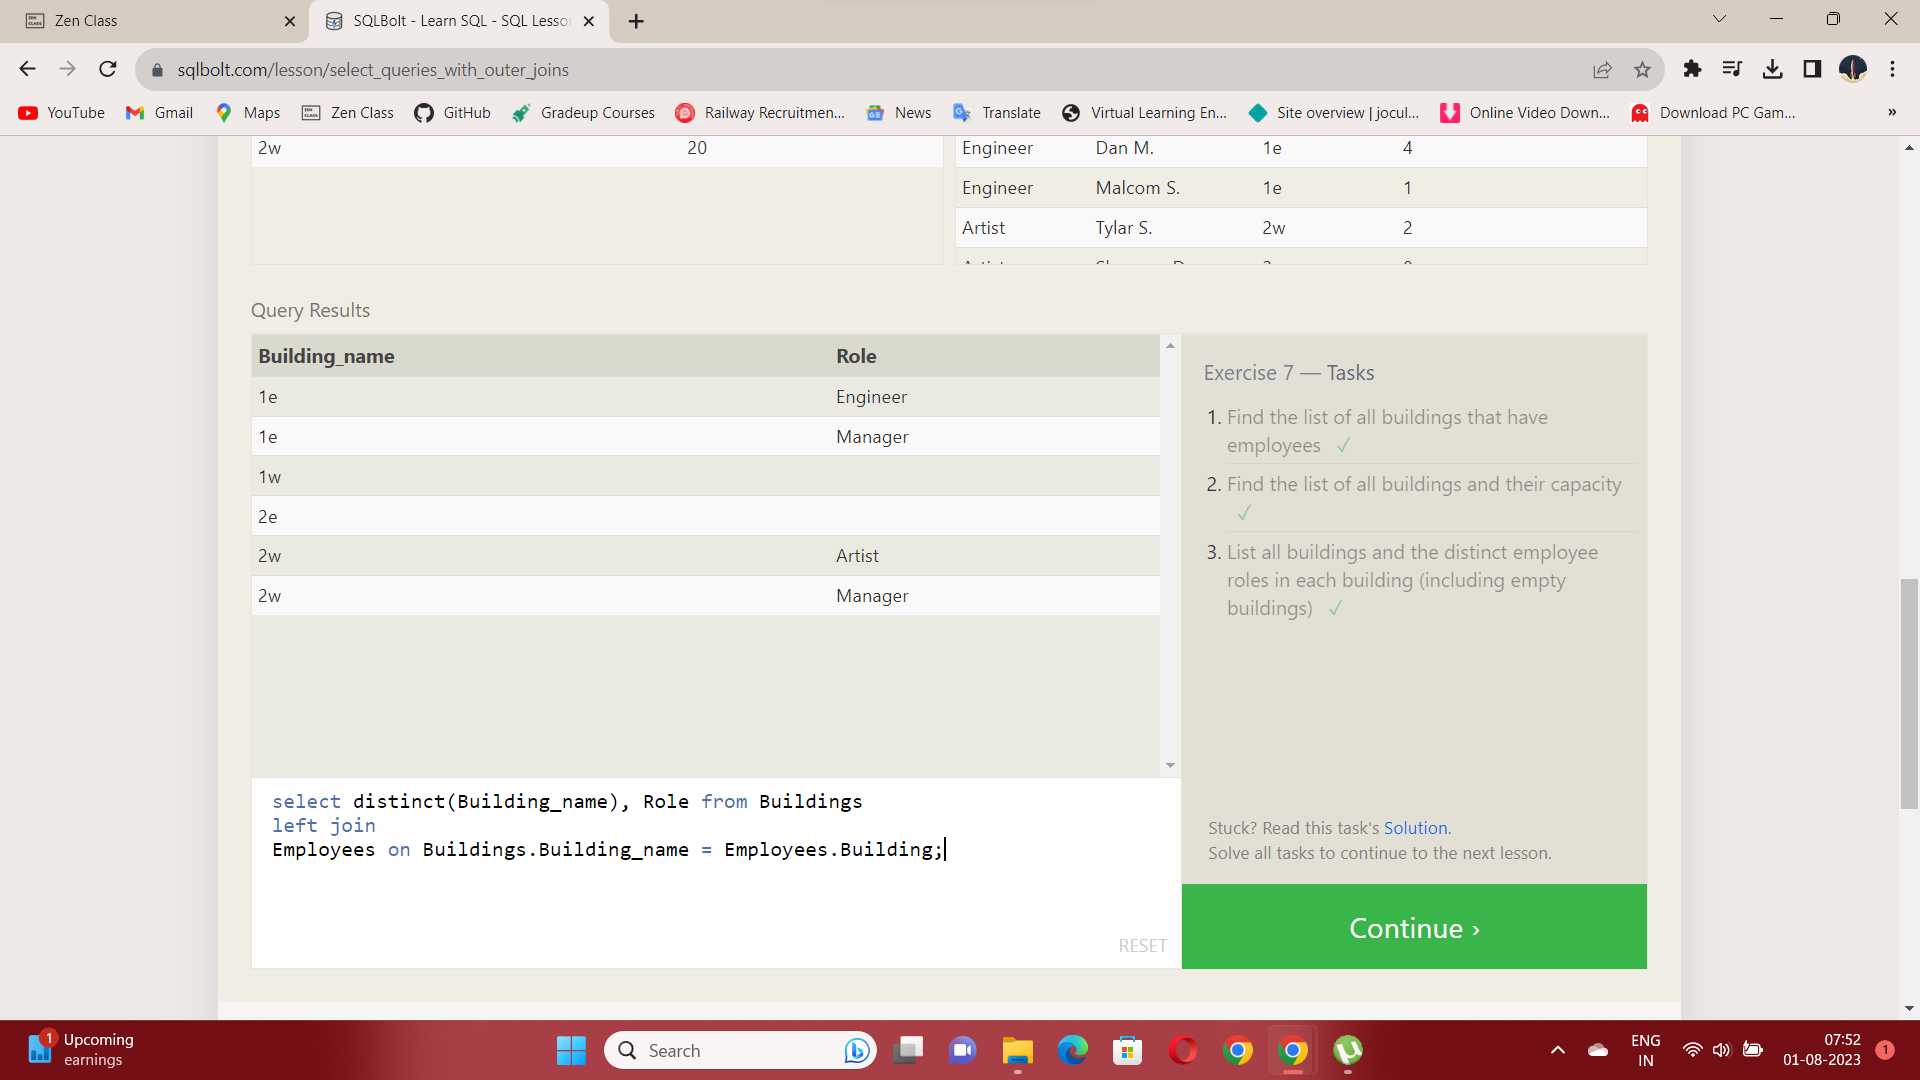 Zen Class
SQLBolt - Learn SQL - SQL Lesson
sqlbolt.com/lesson/select_queries_with_outer_joins
YouTube Gmail Maps Zen Class GitHub Gradeup Courses Railway Recruitmen... News Translate Virtual Learning En... Site overview | jocul... Online Video Down... Download PC Gam... »
2w 20
Engineer Dan M. 1e 4
Engineer Malcom S. 1e 1
Artist Tylar S. 2w 2
Query Results
Building_name Role
1e Engineer
1e Manager
1w
2e
2w Artist
2w Manager
Exercise 7 — Tasks
1. Find the list of all buildings that have
employees ✓
2. Find the list of all buildings and their capacity
✓
3. List all buildings and the distinct employee
roles in each building (including empty
buildings) ✓
select distinct(Building_name), Role from Buildings
left join
Employees on Buildings.Building_name = Employees.Building;
RESET
Stuck? Read this task's Solution.
Solve all tasks to continue to the next lesson.
Continue ›
1
Upcoming
earnings
Search
ENG
IN
07:52
01-08-2023
1